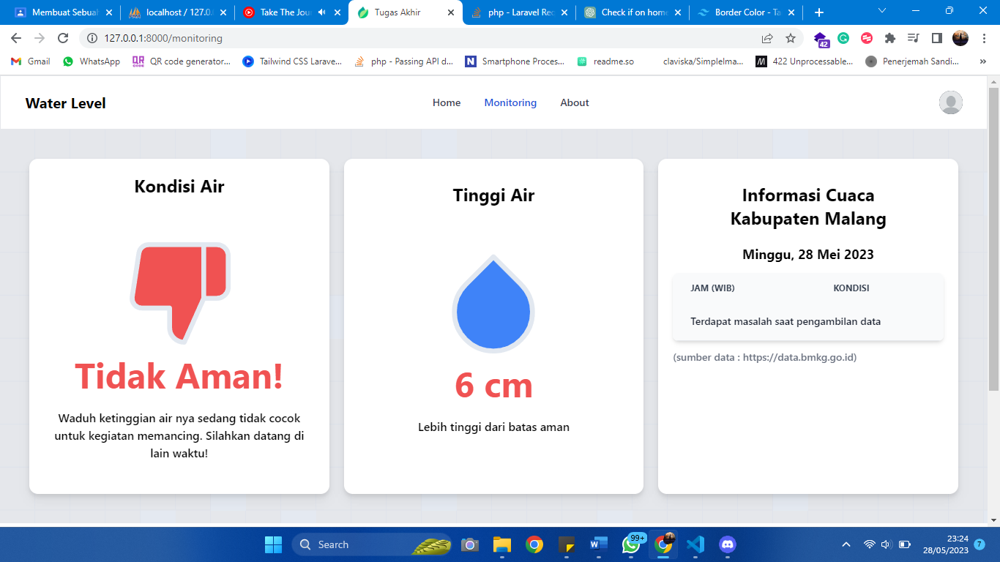 Membuat Sebuah
localhost / 127.0.0
Take The Jou
Tugas Akhir
php - Laravel Rec
Check if on home
Border Color - Ta
127.0.0.1:8000/monitoring
42
Gmail
WhatsApp
QR code generator...
Tailwind CSS Larave...
php - Passing API d...
Smartphone Proces...
readme.so
claviska/SimpleIma...
422 Unprocessable...
Penerjemah Sandi...
»
Water Level
Home
Monitoring
About
Kondisi Air
Tidak Aman!
Waduh ketinggian air nya sedang tidak cocok
untuk kegiatan memancing. Silahkan datang di
lain waktu!
Tinggi Air
6 cm
Lebih tinggi dari batas aman
Informasi Cuaca
Kabupaten Malang
Minggu, 28 Mei 2023
JAM (WIB) KONDISI
Terdapat masalah saat pengambilan data
(sumber data : https://data.bmkg.go.id)
Search
99+
23:24
28/05/2023
7